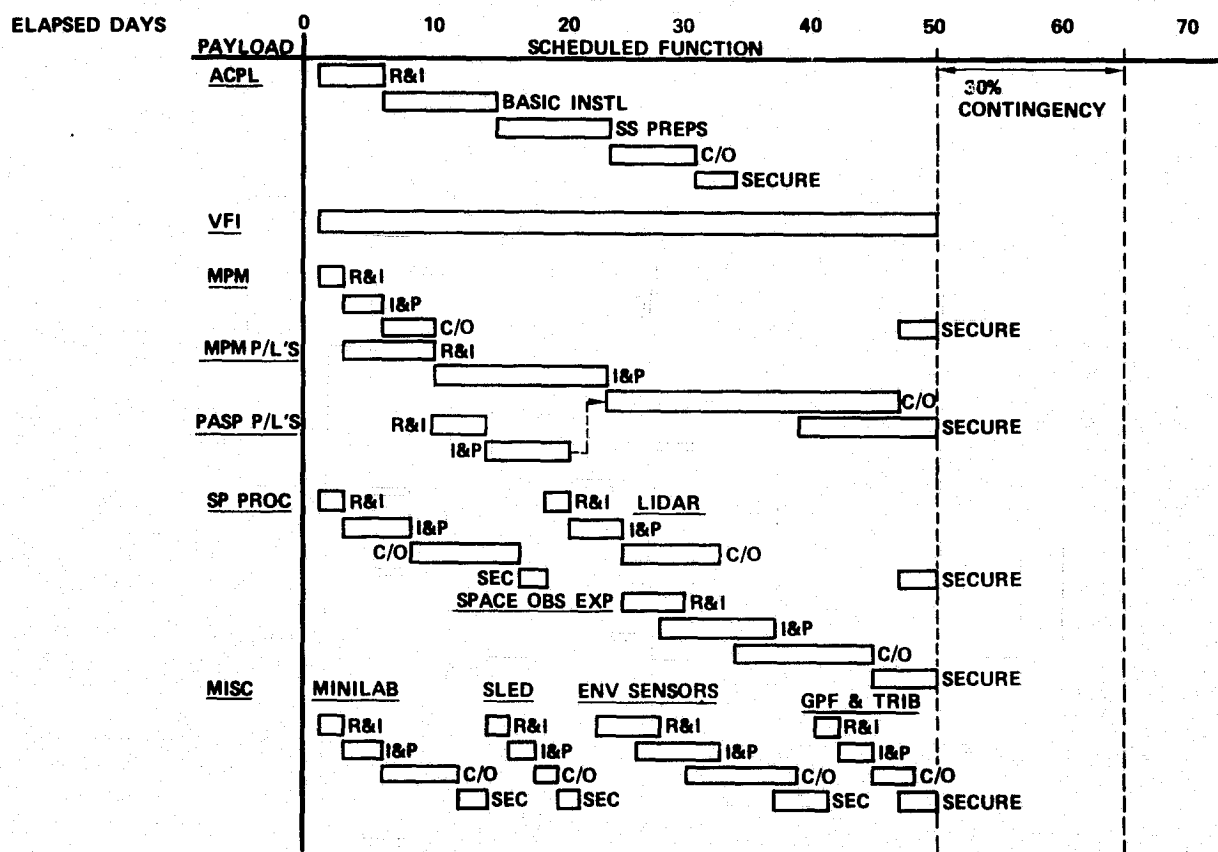 ELAPSED DAYS 0 10 20 30 40 50 60 70
PAYLOAD SCHEDULED FUNCTION
ACPL R&I
30%
CONTINGENCY
BASIC INSTL
SS PREPS
C/O
SECURE
VFI
MPM R&I
I&P
C/O SECURE
MPM P/L'S R&I
I&P
C/O
PASP P/L'S R&I SECURE
I&P
SP PROC R&I R&I LIDAR
I&P I&P
C/O C/O
SEC SECURE
SPACE OBS EXP R&I
I&P
C/O
SECURE
MISC MINILAB SLED ENV SENSORS GPF & TRIB
R&I R&I R&I R&I
I&P I&P I&P I&P
C/O C/O C/O C/O
SEC SEC SEC SECURE